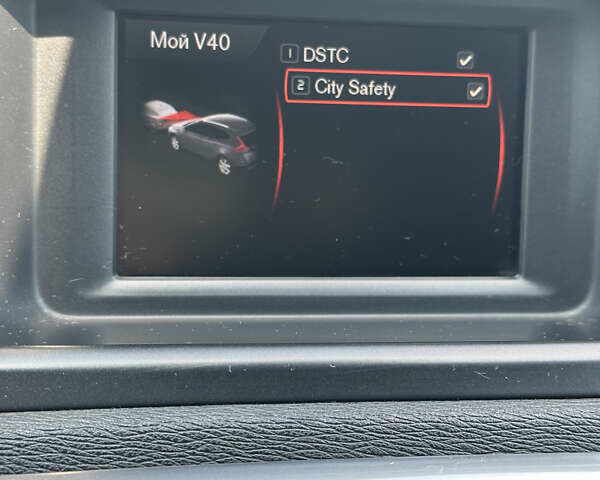 Мой V40
1 DSTC
2 City Safety